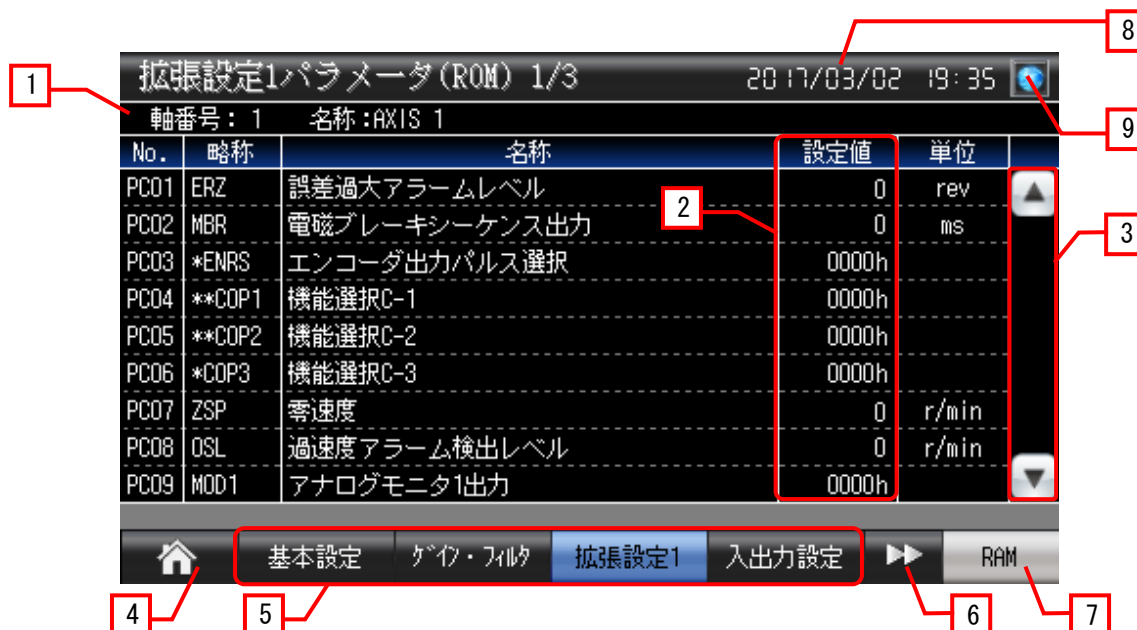 8
拡張設定1パラメータ(ROM) 1/3 2017/03/02 19:35
1
軸番号: 1 名称:AXIS 1
9
No. 略称 名称 設定値 単位
PC01 ERZ 誤差過大アラームレベル 0 rev
2
PC02 MBR 電磁ブレーキシーケンス出力 0 ms
3
PC03 *ENRS エンコーダ出力パルス選択 0000h
PC04 **COP1 機能選択C-1 0000h
PC05 **COP2 機能選択C-2 0000h
PC06 *COP3 機能選択C-3 0000h
PC07 ZSP 零速度 0 r/min
PC08 OSL 過速度アラーム検出レベル 0 r/min
PC09 MOD1 アナログモニタ1出力 0000h
基本設定 ゲイン・フィルタ 拡張設定1 入出力設定 RAM
4 5 6 7